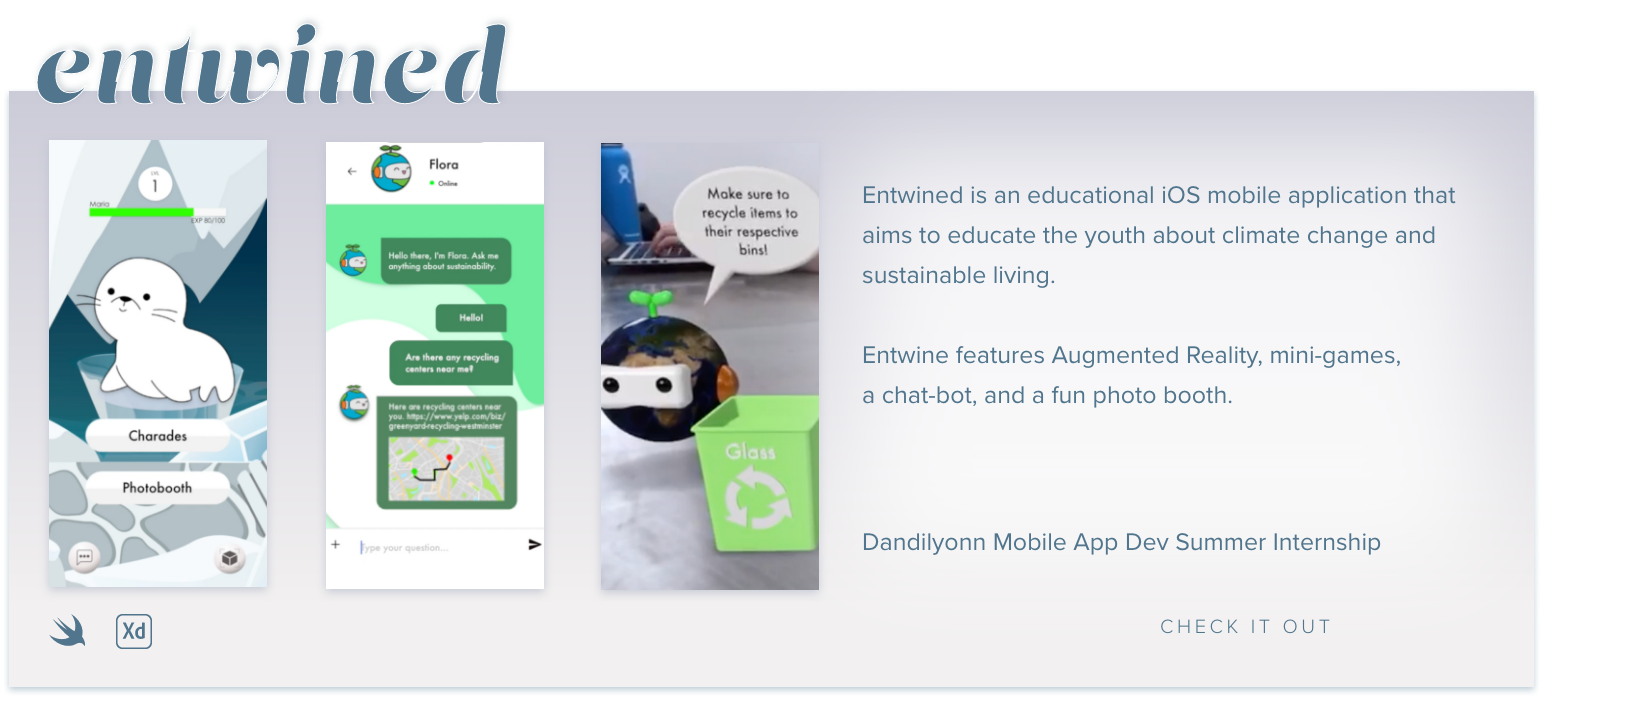 entwined
LVL
1
Maria
EXP 80/100
Charades
Photobooth
Flora
Online
Hello there, I'm Flora. Ask me
anything about sustainability.
Hello!
Are there any recycling
centers near me?
Here are recycling centers near
you. https://www.yelp.com/biz/
greenyard-recycling-westminster
Type your question...
Make sure to
recycle items to
their respective
bins!
Glass
Entwined is an educational iOS mobile application that
aims to educate the youth about climate change and
sustainable living.
Entwine features Augmented Reality, mini-games,
a chat-bot, and a fun photo booth.
Dandilyonn Mobile App Dev Summer Internship
Xd
CHECK IT OUT